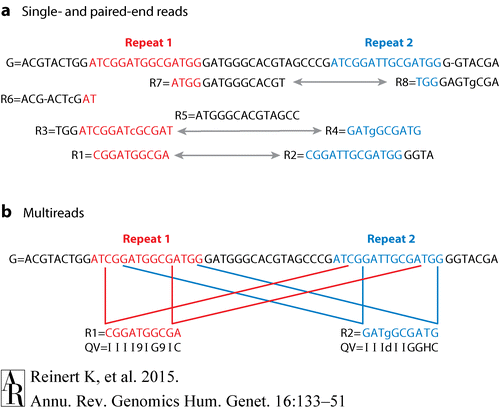 a Single- and paired-end reads
Repeat 1 Repeat 2
G=ACGTACTGGATCGGATGGCGATGGGATGGGCACGTAGCCCGATCGGATTGCGATGGG-GTACGA
R7=ATGGGATGGGCACGT R8=TGGGAGTgCGA
R6=ACG-ACTcGAT
R5=ATGGGCACGTAGCC
R3=TGGATCGGATcGCGAT R4=GATgGCGATG
R1=CGGATGGCGA R2=CGGATTGCGATGGGGTA
b Multireads
Repeat 1 Repeat 2
G=ACGTACTGGATCGGATGGCGATGGGATGGGCACGTAGCCCGATCGGATTGCGATGGGGTACGA
R1=CGGATGGCGA R2=GATgGCGATG
QV=IIII9IG9IC QV=IIIdIIGGHC
AR Reinert K, et al. 2015.
Annu. Rev. Genomics Hum. Genet. 16:133–51